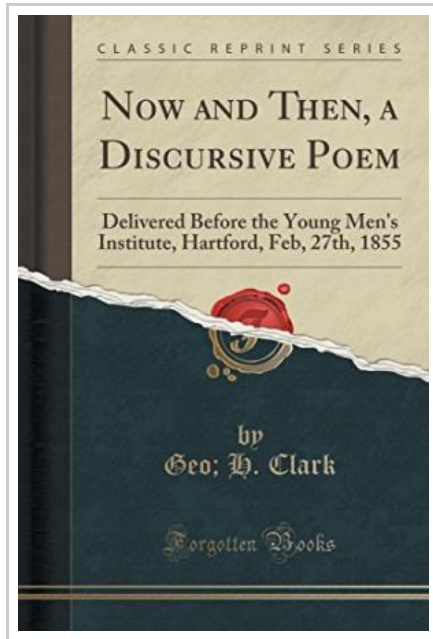 CLASSIC REPRINT SERIES
NOW AND THEN, A
DISCURSIVE POEM
Delivered Before the Young Men's
Institute, Hartford, Feb, 27th, 1855
by
Geo; H. Clark
Forgotten Books